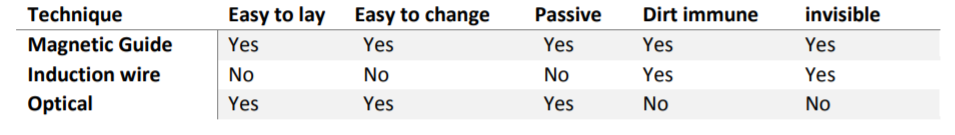 Technique Easy to lay Easy to change Passive Dirt immune invisible
Magnetic Guide Yes Yes Yes Yes Yes
Induction wire No No No Yes Yes
Optical Yes Yes Yes No No